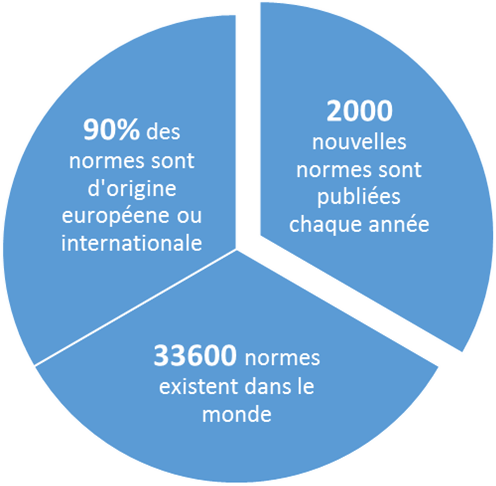 90% des
normes sont
d'origine
européene ou
internationale
2000
nouvelles
normes sont
publiées
chaque année
33600 normes
existent dans le
monde